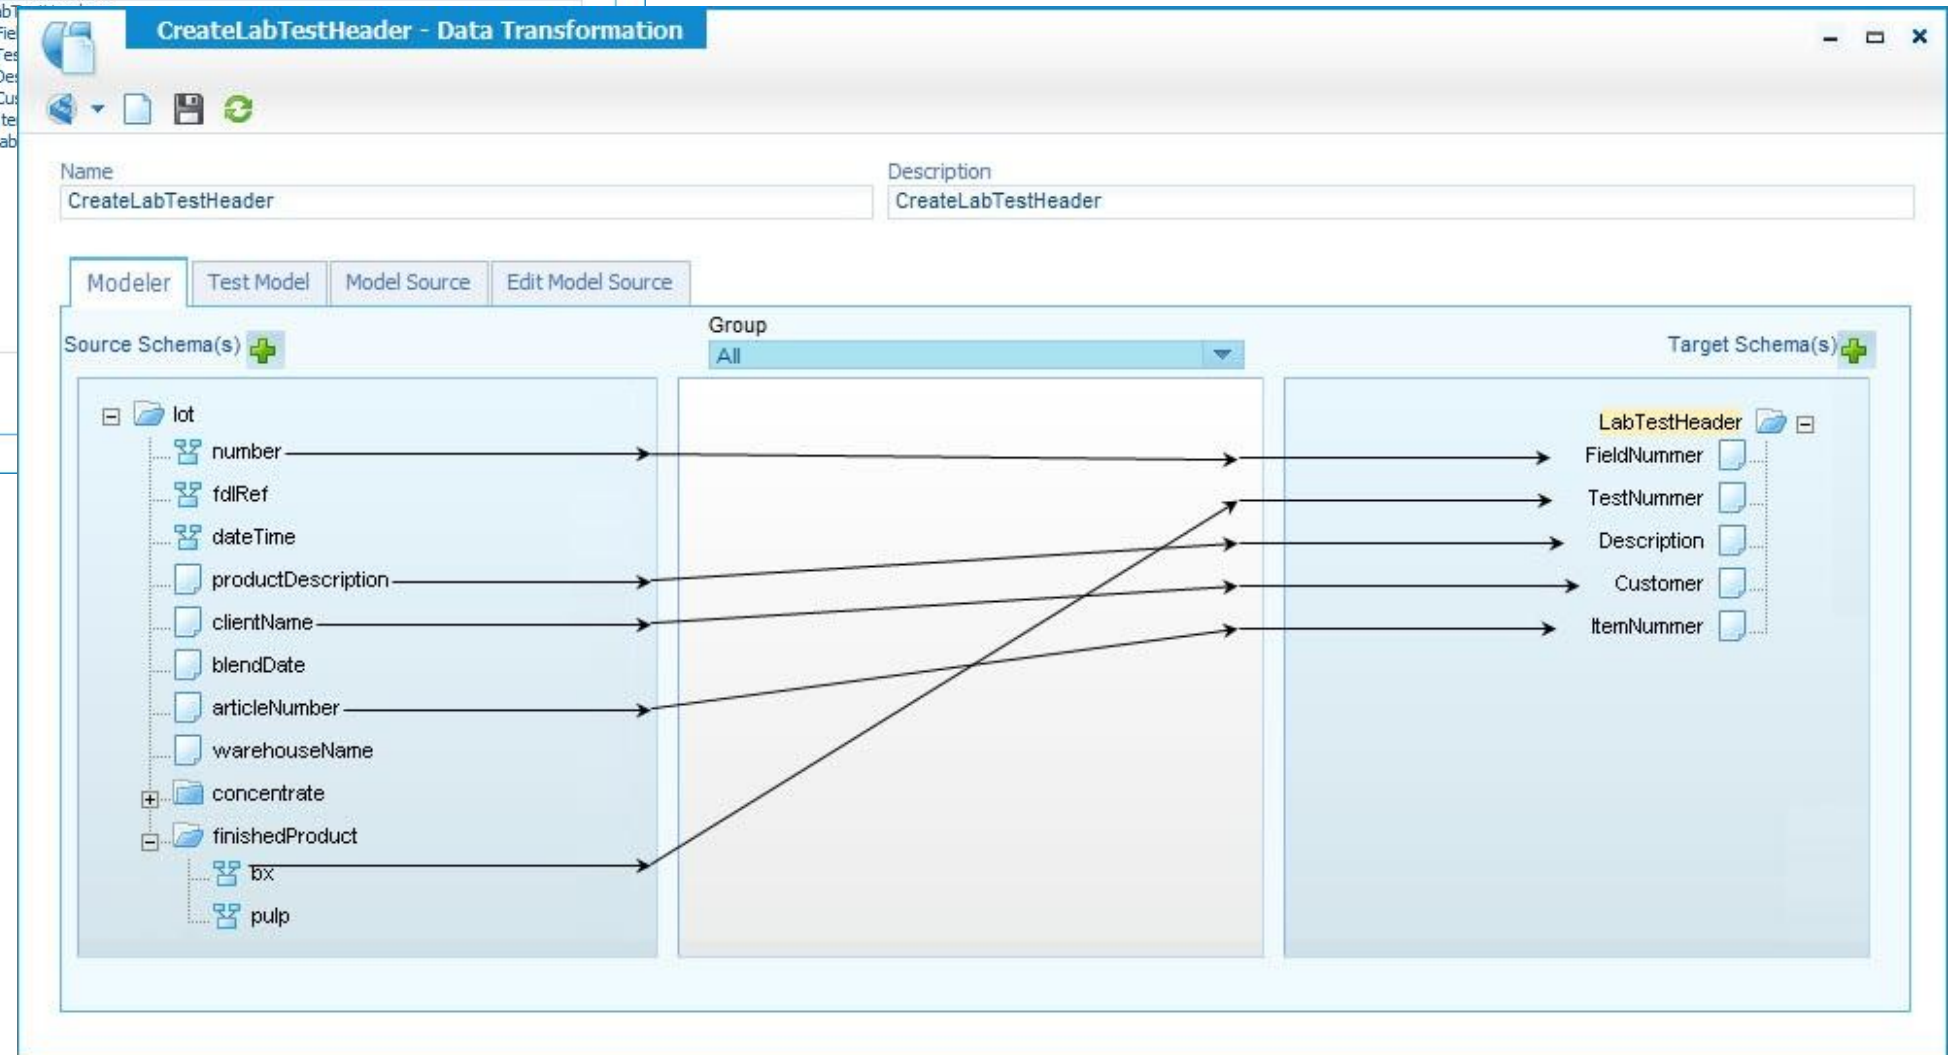 CreateLabTestHeader - Data Transformation
Name
Description
CreateLabTestHeader
CreateLabTestHeader
Modeler
Test Model
Model Source
Edit Model Source
Source Schema(s)
Group
All
Target Schema(s)
lot
number
fdlRef
dateTime
productDescription
clientName
blendDate
articleNumber
warehouseName
concentrate
finishedProduct
bx
pulp
LabTestHeader
FieldNummer
TestNummer
Description
Customer
ItemNummer